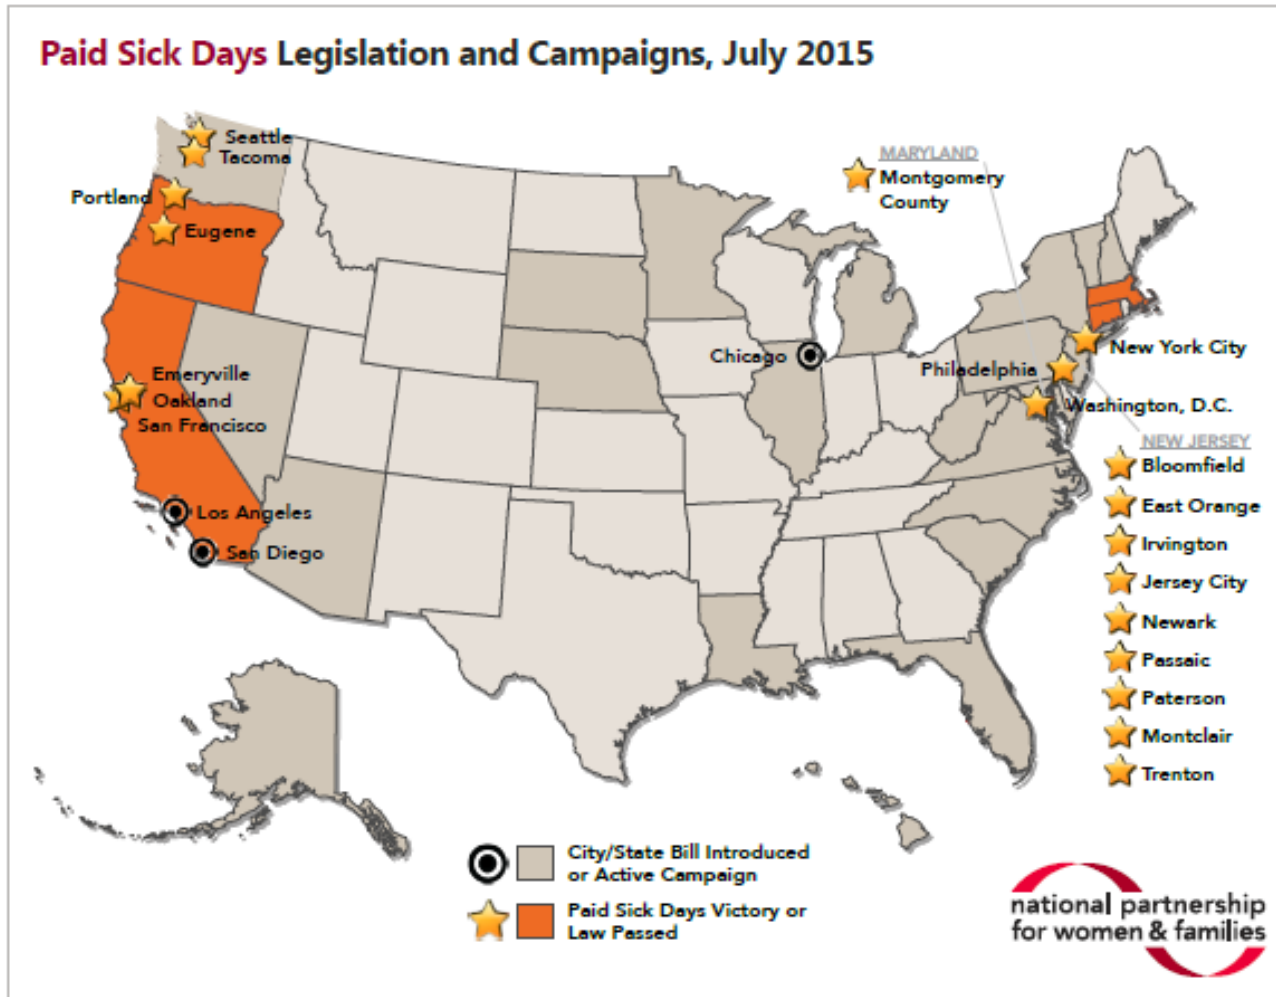 Paid Sick Days Legislation and Campaigns, July 2015
Seattle
Tacoma
Portland
Eugene
MARYLAND
Montgomery
County
Chicago
New York City
Philadelphia
Washington, D.C.
Emeryville
Oakland
San Francisco
Los Angeles
San Diego
NEW JERSEY
Bloomfield
East Orange
Irvington
Jersey City
Newark
Passaic
Paterson
Montclair
Trenton
City/State Bill Introduced
or Active Campaign
Paid Sick Days Victory or
Law Passed
national partnership
for women & families